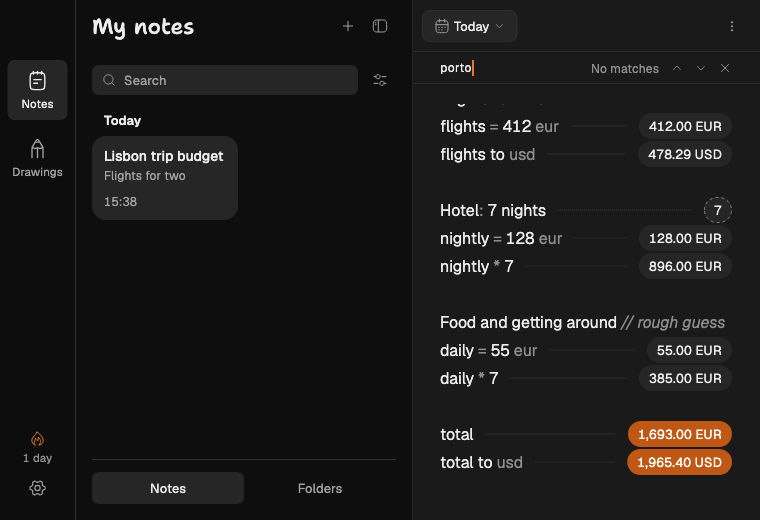 My notes
Notes
Drawings
1 day
Search
Today
Lisbon trip budget
Flights for two
15:38
Notes
Folders
Today
porto
No matches
flights = 412 eur 412.00 EUR
flights to usd 478.29 USD
Hotel: 7 nights 7
nightly = 128 eur 128.00 EUR
nightly * 7 896.00 EUR
Food and getting around // rough guess
daily = 55 eur 55.00 EUR
daily * 7 385.00 EUR
total 1,693.00 EUR
total to usd 1,965.40 USD